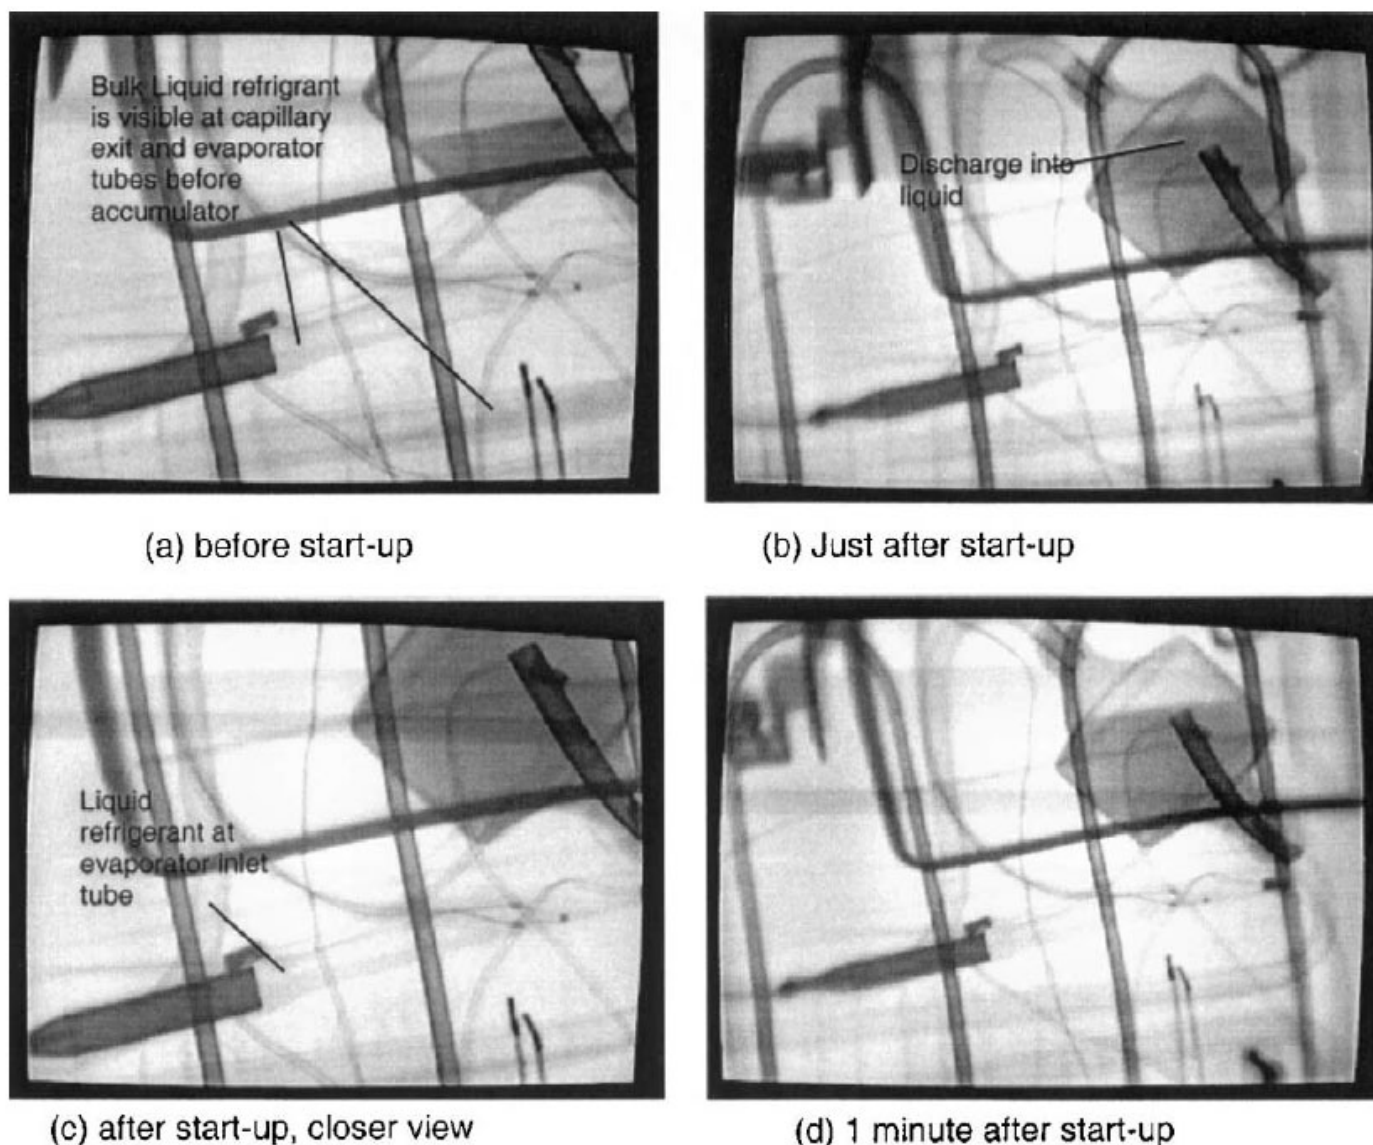 Bulk Liquid refrigrant
is visible at capillary
exit and evaporator
tubes before
accumulator
Discharge into
liquid
(a) before start-up
(b) Just after start-up
Liquid
refrigerant at
evaporator inlet
tube
(c) after start-up, closer view
(d) 1 minute after start-up